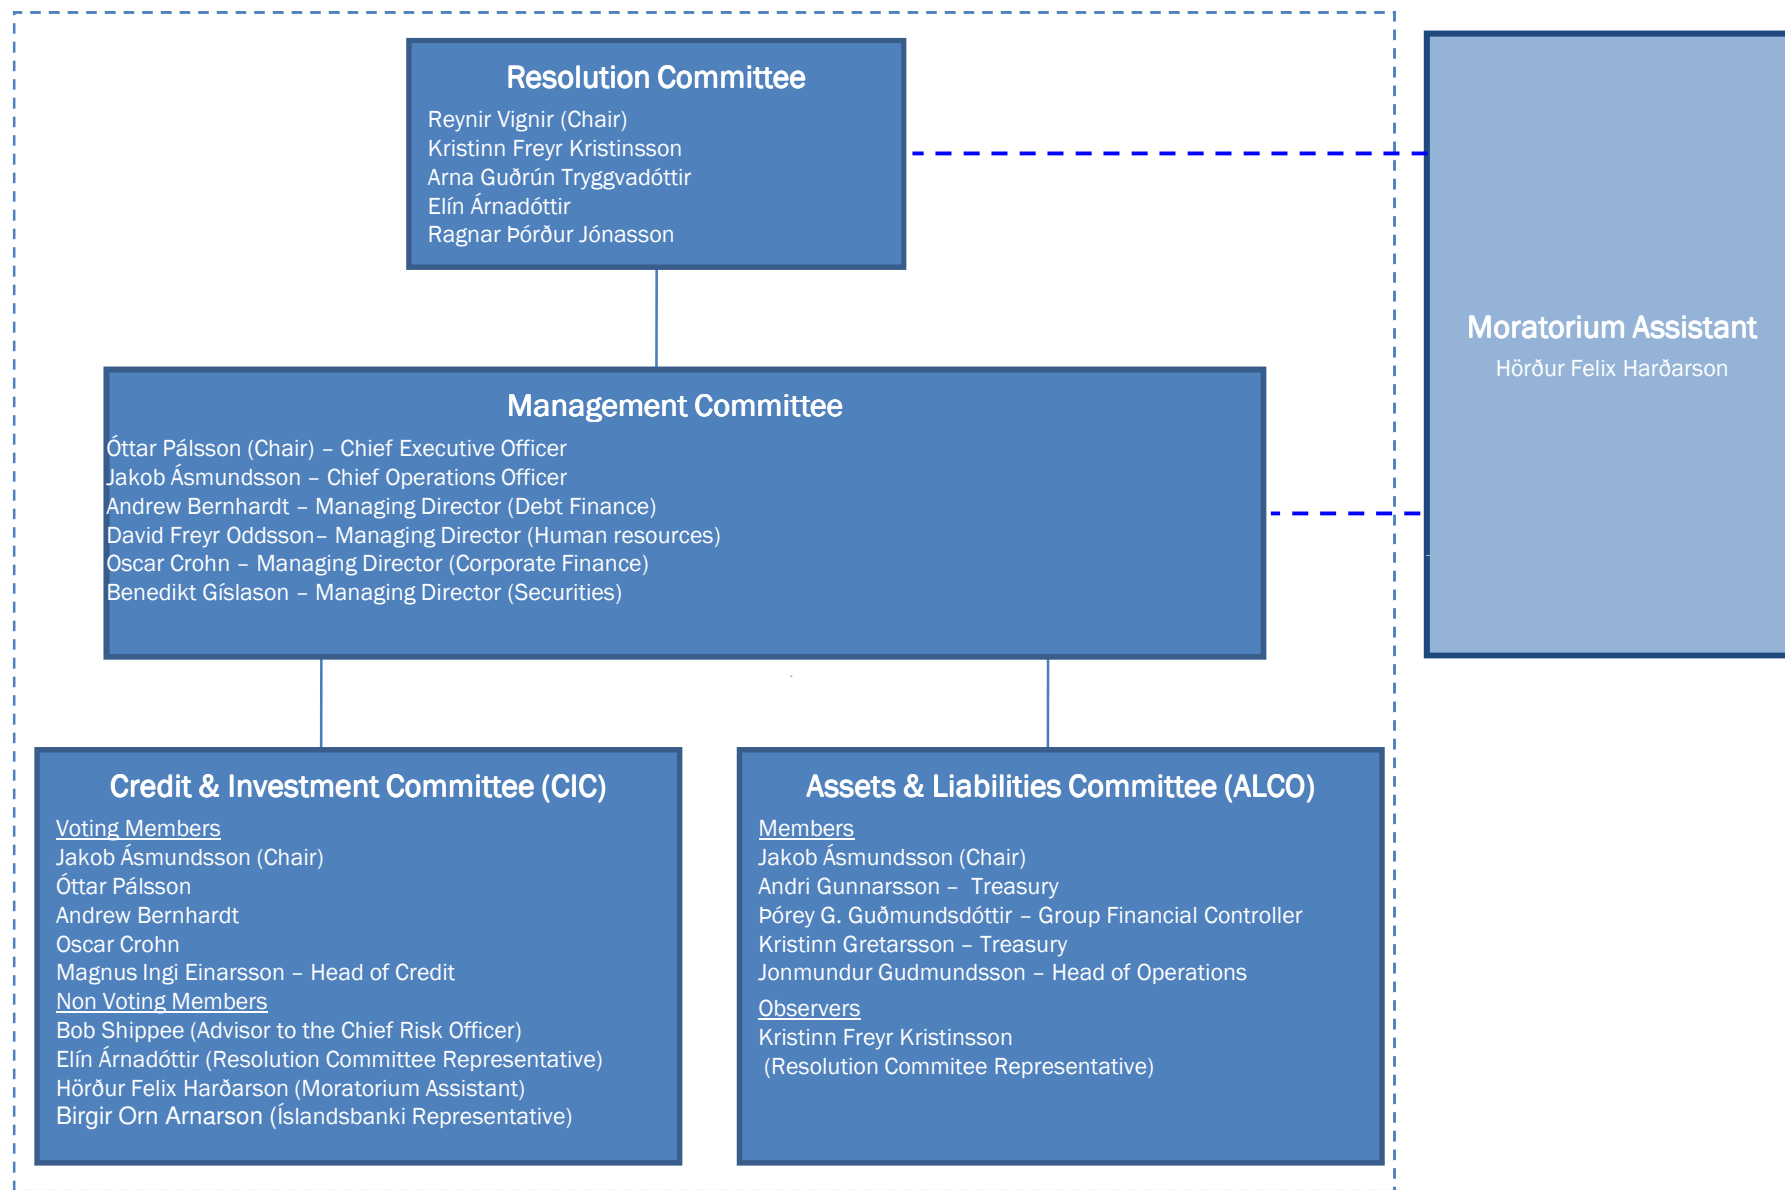 Resolution Committee
Reynir Vignir (Chair)
Kristinn Freyr Kristinsson
Arna Guðrún Tryggvadóttir
Elín Árnadóttir
Ragnar Þórður Jónasson
Moratorium Assistant
Hörður Felix Harðarson
Management Committee
Óttar Pálsson (Chair) – Chief Executive Officer
Jakob Ásmundsson – Chief Operations Officer
Andrew Bernhardt – Managing Director (Debt Finance)
David Freyr Oddsson– Managing Director (Human resources)
Oscar Crohn – Managing Director (Corporate Finance)
Benedikt Gíslason – Managing Director (Securities)
`
Credit & Investment Committee (CIC)
Voting Members
Jakob Ásmundsson (Chair)
Óttar Pálsson
Andrew Bernhardt
Oscar Crohn
Magnus Ingi Einarsson – Head of Credit
Non Voting Members
Bob Shippee (Advisor to the Chief Risk Officer)
Elín Árnadóttir (Resolution Committee Representative)
Hörður Felix Harðarson (Moratorium Assistant)
Birgir Orn Arnarson (Íslandsbanki Representative)
Assets & Liabilities Committee (ALCO)
Members
Jakob Ásmundsson (Chair)
Andri Gunnarsson – Treasury
Þórey G. Guðmundsdóttir – Group Financial Controller
Kristinn Gretarsson – Treasury
Jonmundur Gudmundsson – Head of Operations
Observers
Kristinn Freyr Kristinsson
(Resolution Commitee Representative)